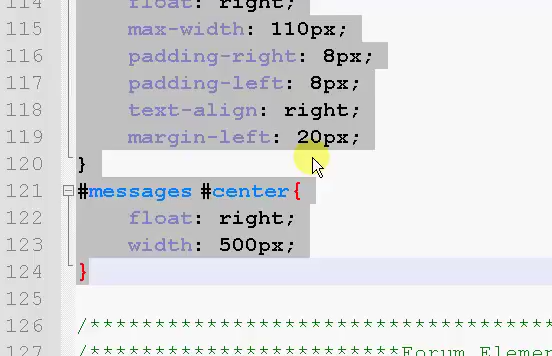 114 float: right;
115 max-width: 110px;
116 padding-right: 8px;
117 padding-left: 8px;
118 text-align: right;
119 margin-left: 20px;
120 }
121 #messages #center{
122 float: right;
123 width: 500px;
124 }
125
126 /**********************************
127 /************************Forum Elemen